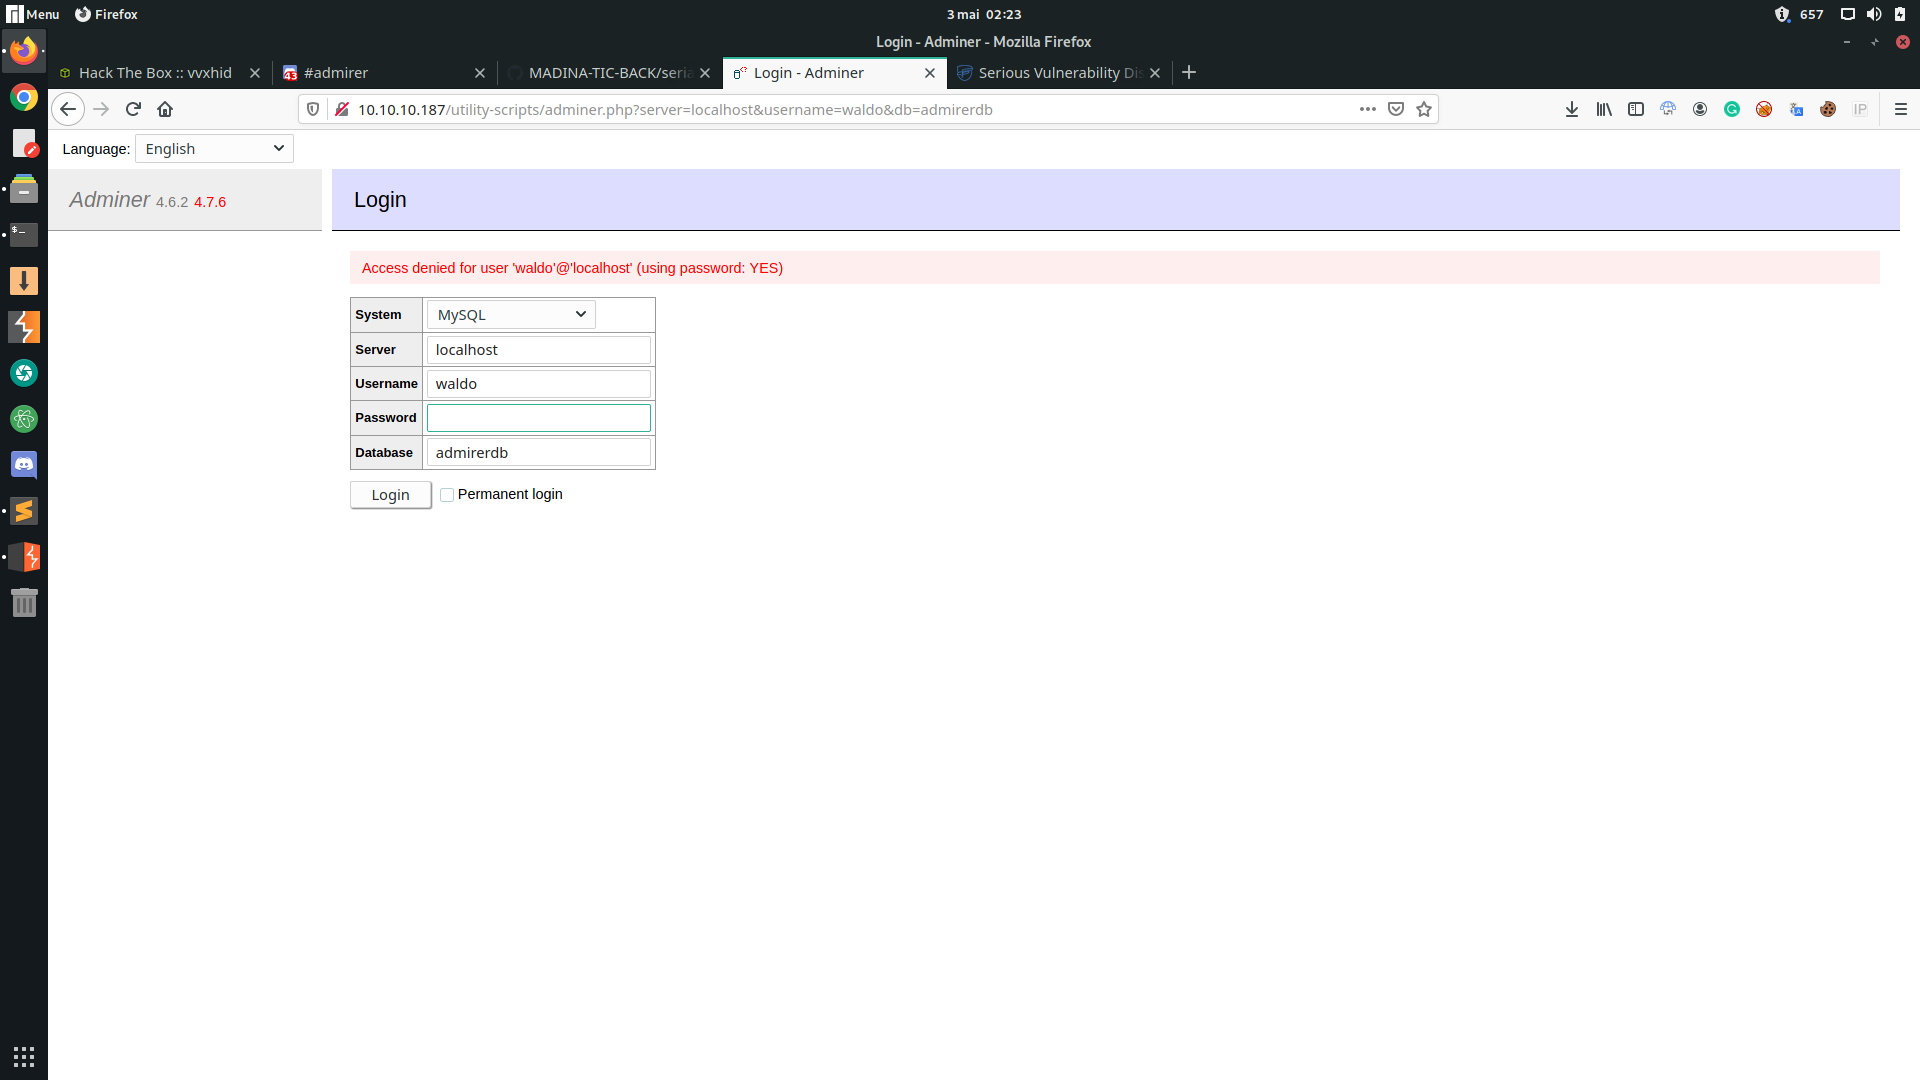 Menu Firefox 3 mai 02:23 657
Login - Adminer - Mozilla Firefox
Hack The Box :: vvxhid #admirer MADINA-TIC-BACK/seria Login - Adminer Serious Vulnerability Dis
10.10.10.187/utility-scripts/adminer.php?server=localhost&username=waldo&db=admirerdb IP
Language: English
Adminer 4.6.2 4.7.6
Login
Access denied for user 'waldo'@'localhost' (using password: YES)
System MySQL
Server localhost
Username waldo
Password
Database admirerdb
Login Permanent login